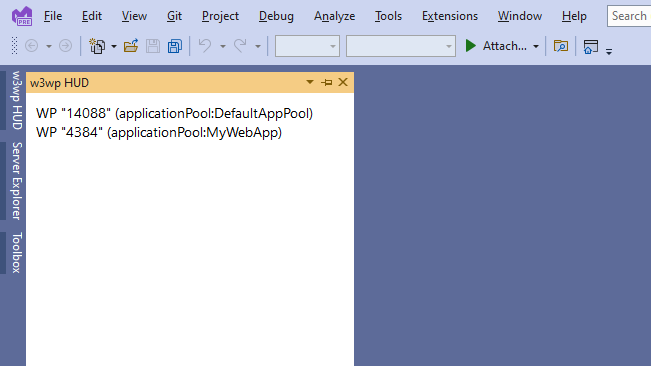 File Edit View Git Project Debug Analyze Tools Extensions Window Help Search
PRE
Attach...
w3wp HUD
WP "14088" (applicationPool:DefaultAppPool)
WP "4384" (applicationPool:MyWebApp)
w3wp HUD
Server Explorer
Toolbox